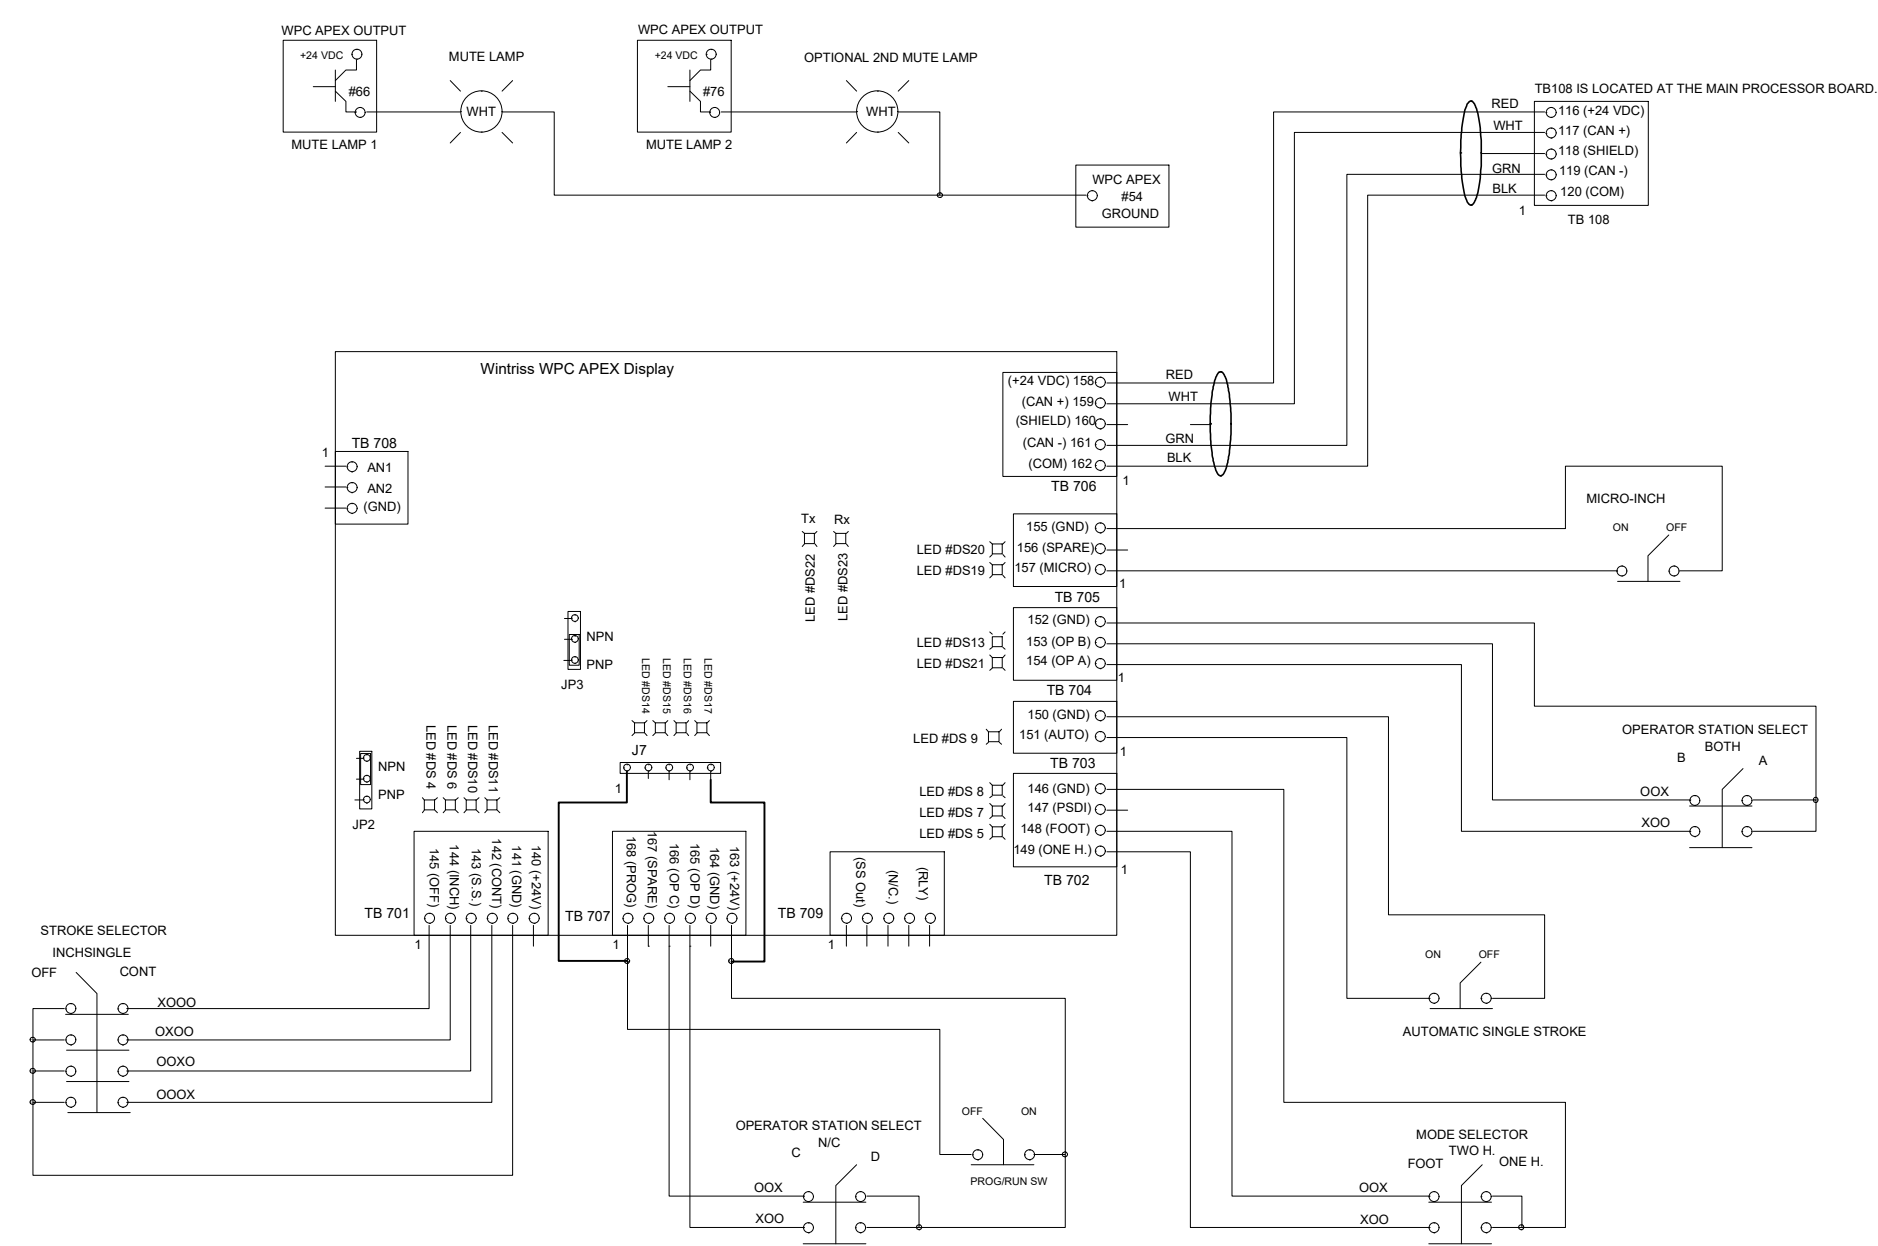 WPC APEX OUTPUT
+24 VDC
#66
MUTE LAMP 1
MUTE LAMP
WHT
WPC APEX OUTPUT
+24 VDC
#76
MUTE LAMP 2
OPTIONAL 2ND MUTE LAMP
WHT
WPC APEX
#54
GROUND
TB108 IS LOCATED AT THE MAIN PROCESSOR BOARD.
RED
WHT
GRN
BLK
116 (+24 VDC)
117 (CAN +)
118 (SHIELD)
119 (CAN -)
120 (COM)
1
TB 108
Wintriss WPC APEX Display
(+24 VDC) 158
(CAN +) 159
(SHIELD) 160
(CAN -) 161
(COM) 162
TB 706
1
RED
WHT
GRN
BLK
TB 708
1
AN1
AN2
(GND)
Tx
Rx
LED #DS22
LED #DS23
LED #DS20
LED #DS19
155 (GND)
156 (SPARE)
157 (MICRO)
1
TB 705
MICRO-INCH
ON
OFF
LED #DS13
LED #DS21
152 (GND)
153 (OP B)
154 (OP A)
1
TB 704
NPN
PNP
JP3
LED #DS14
LED #DS15
LED #DS16
LED #DS17
J7
1
LED #DS 9
150 (GND)
151 (AUTO)
1
TB 703
OPERATOR STATION SELECT
BOTH
B
A
OOX
XOO
LED #DS 4
LED #DS 6
LED #DS10
LED #DS11
NPN
PNP
JP2
LED #DS 8
LED #DS 7
LED #DS 5
146 (GND)
147 (PSDI)
148 (FOOT)
149 (ONE H.)
1
TB 702
145 (OFF)
144 (INCH)
143 (S.S.)
142 (CONT)
141 (GND)
140 (+24V)
TB 701
1
168 (PROG)
167 (SPARE)
166 (OP C)
165 (OP D)
164 (GND)
163 (+24V)
TB 707
1
(SS Out)
(N/C.)
(RLY)
TB 709
1
STROKE SELECTOR
INCHSINGLE
OFF
CONT
XOOO
OXOO
OOXO
OOOX
ON
OFF
AUTOMATIC SINGLE STROKE
OPERATOR STATION SELECT
N/C
C
D
OOX
XOO
OFF
ON
PROG/RUN SW
MODE SELECTOR
TWO H.
FOOT
ONE H.
OOX
XOO